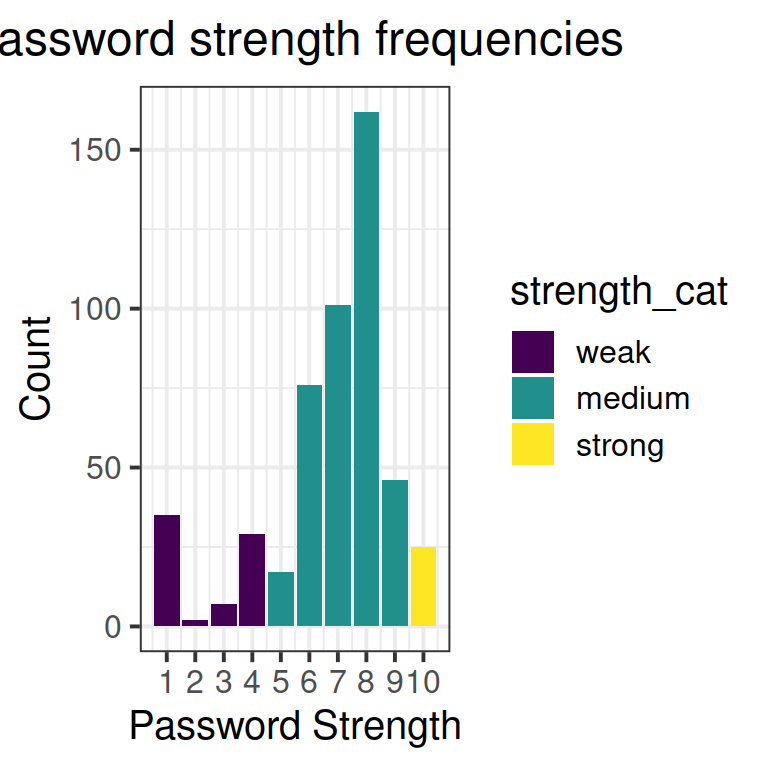 assword strength frequencies
150
100
50
0
Count
1 2 3 4 5 6 7 8 9 10
Password Strength
strength_cat
weak
medium
strong